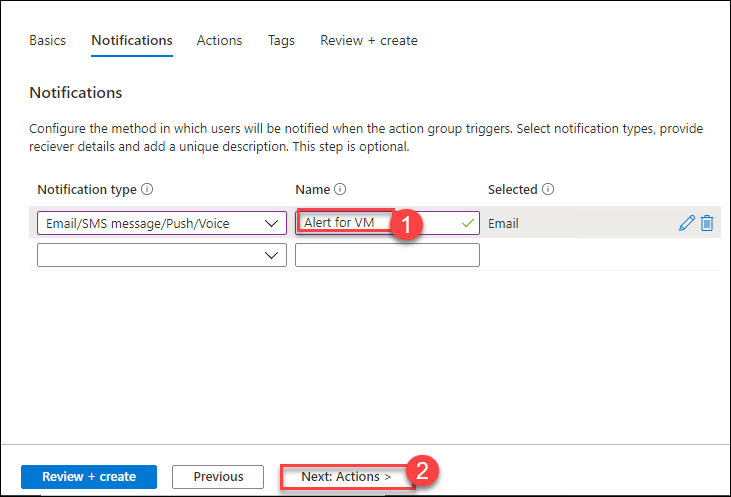 Basics Notifications Actions Tags Review + create
Notifications
Configure the method in which users will be notified when the action group triggers. Select notification types, provide
reciever details and add a unique description. This step is optional.
Notification type Name Selected
Email/SMS message/Push/Voice Alert for VM 1 Email
Review + create Previous Next: Actions > 2